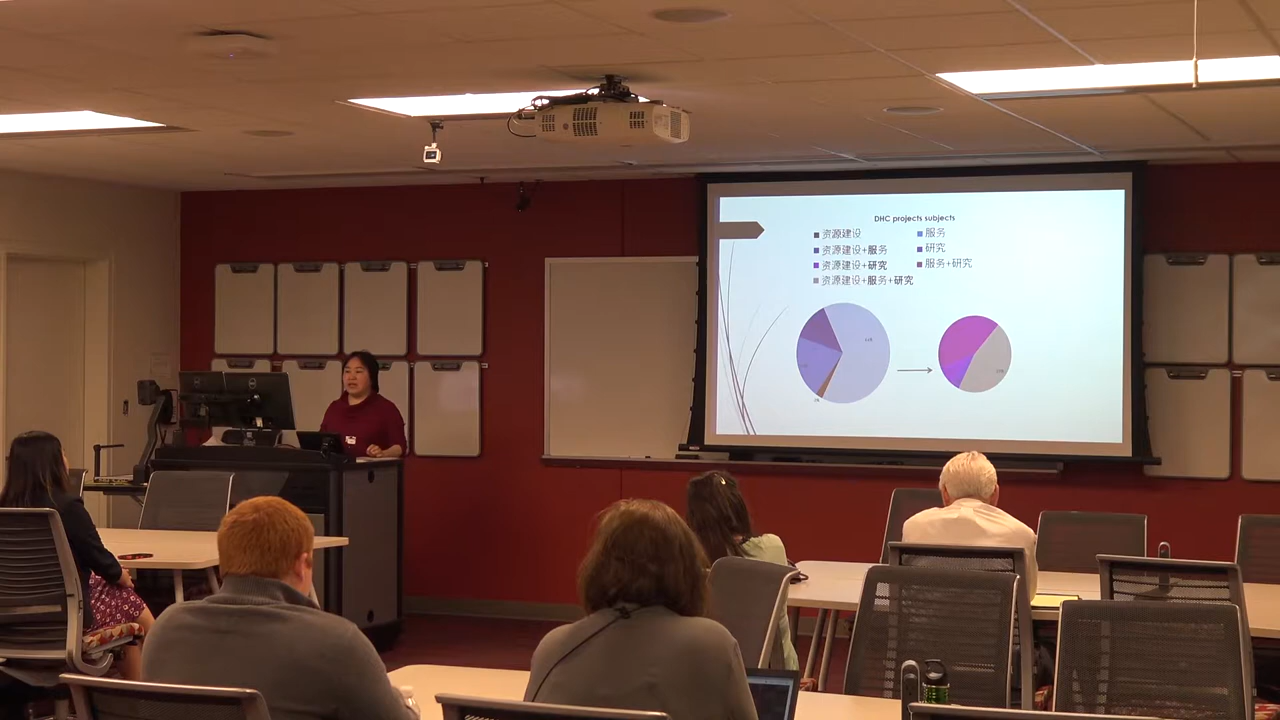 DHC projects subjects
资源建设
服务
资源建设+服务
研究
资源建设+研究
服务+研究
资源建设+服务+研究